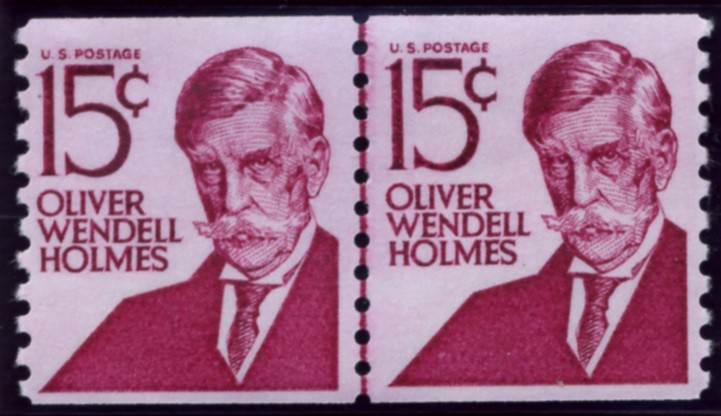 U.S. POSTAGE
15¢
OLIVER
WENDELL
HOLMES
U.S. POSTAGE
15¢
OLIVER
WENDELL
HOLMES